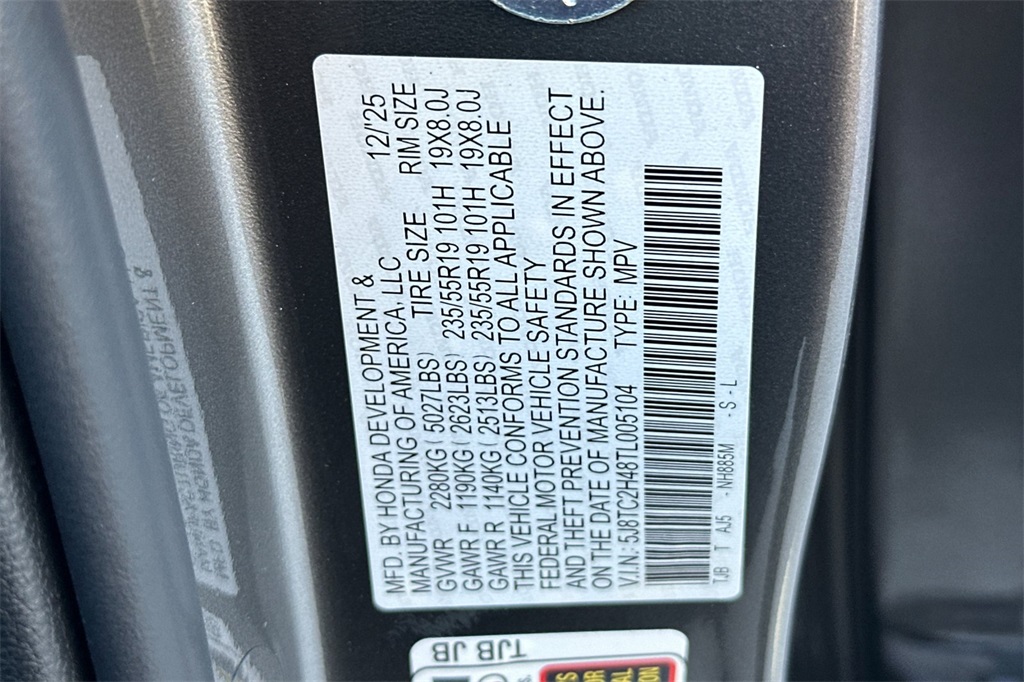 MFD. BY HONDA DEVELOPMENT & 12/'25
MANUFACTURING OF AMERICA, LLC
TIRE SIZE RIM SIZE
GVWR 2280KG ( 5027LBS)
GAWR F 1190KG ( 2623LBS) 235/55R19 101H 19X8.0J
GAWR R 1140KG ( 2513LBS) 235/55R19 101H 19X8.0J
THIS VEHICLE CONFORMS TO ALL APPLICABLE
FEDERAL MOTOR VEHICLE SAFETY
AND THEFT PREVENTION STANDARDS IN EFFECT
ON THE DATE OF MANUFACTURE SHOWN ABOVE.
V.I.N.: 5J8TC2H48TL005104 TYPE: MPV
TJB T AJ5 - NH885M - S - L
TJB JB